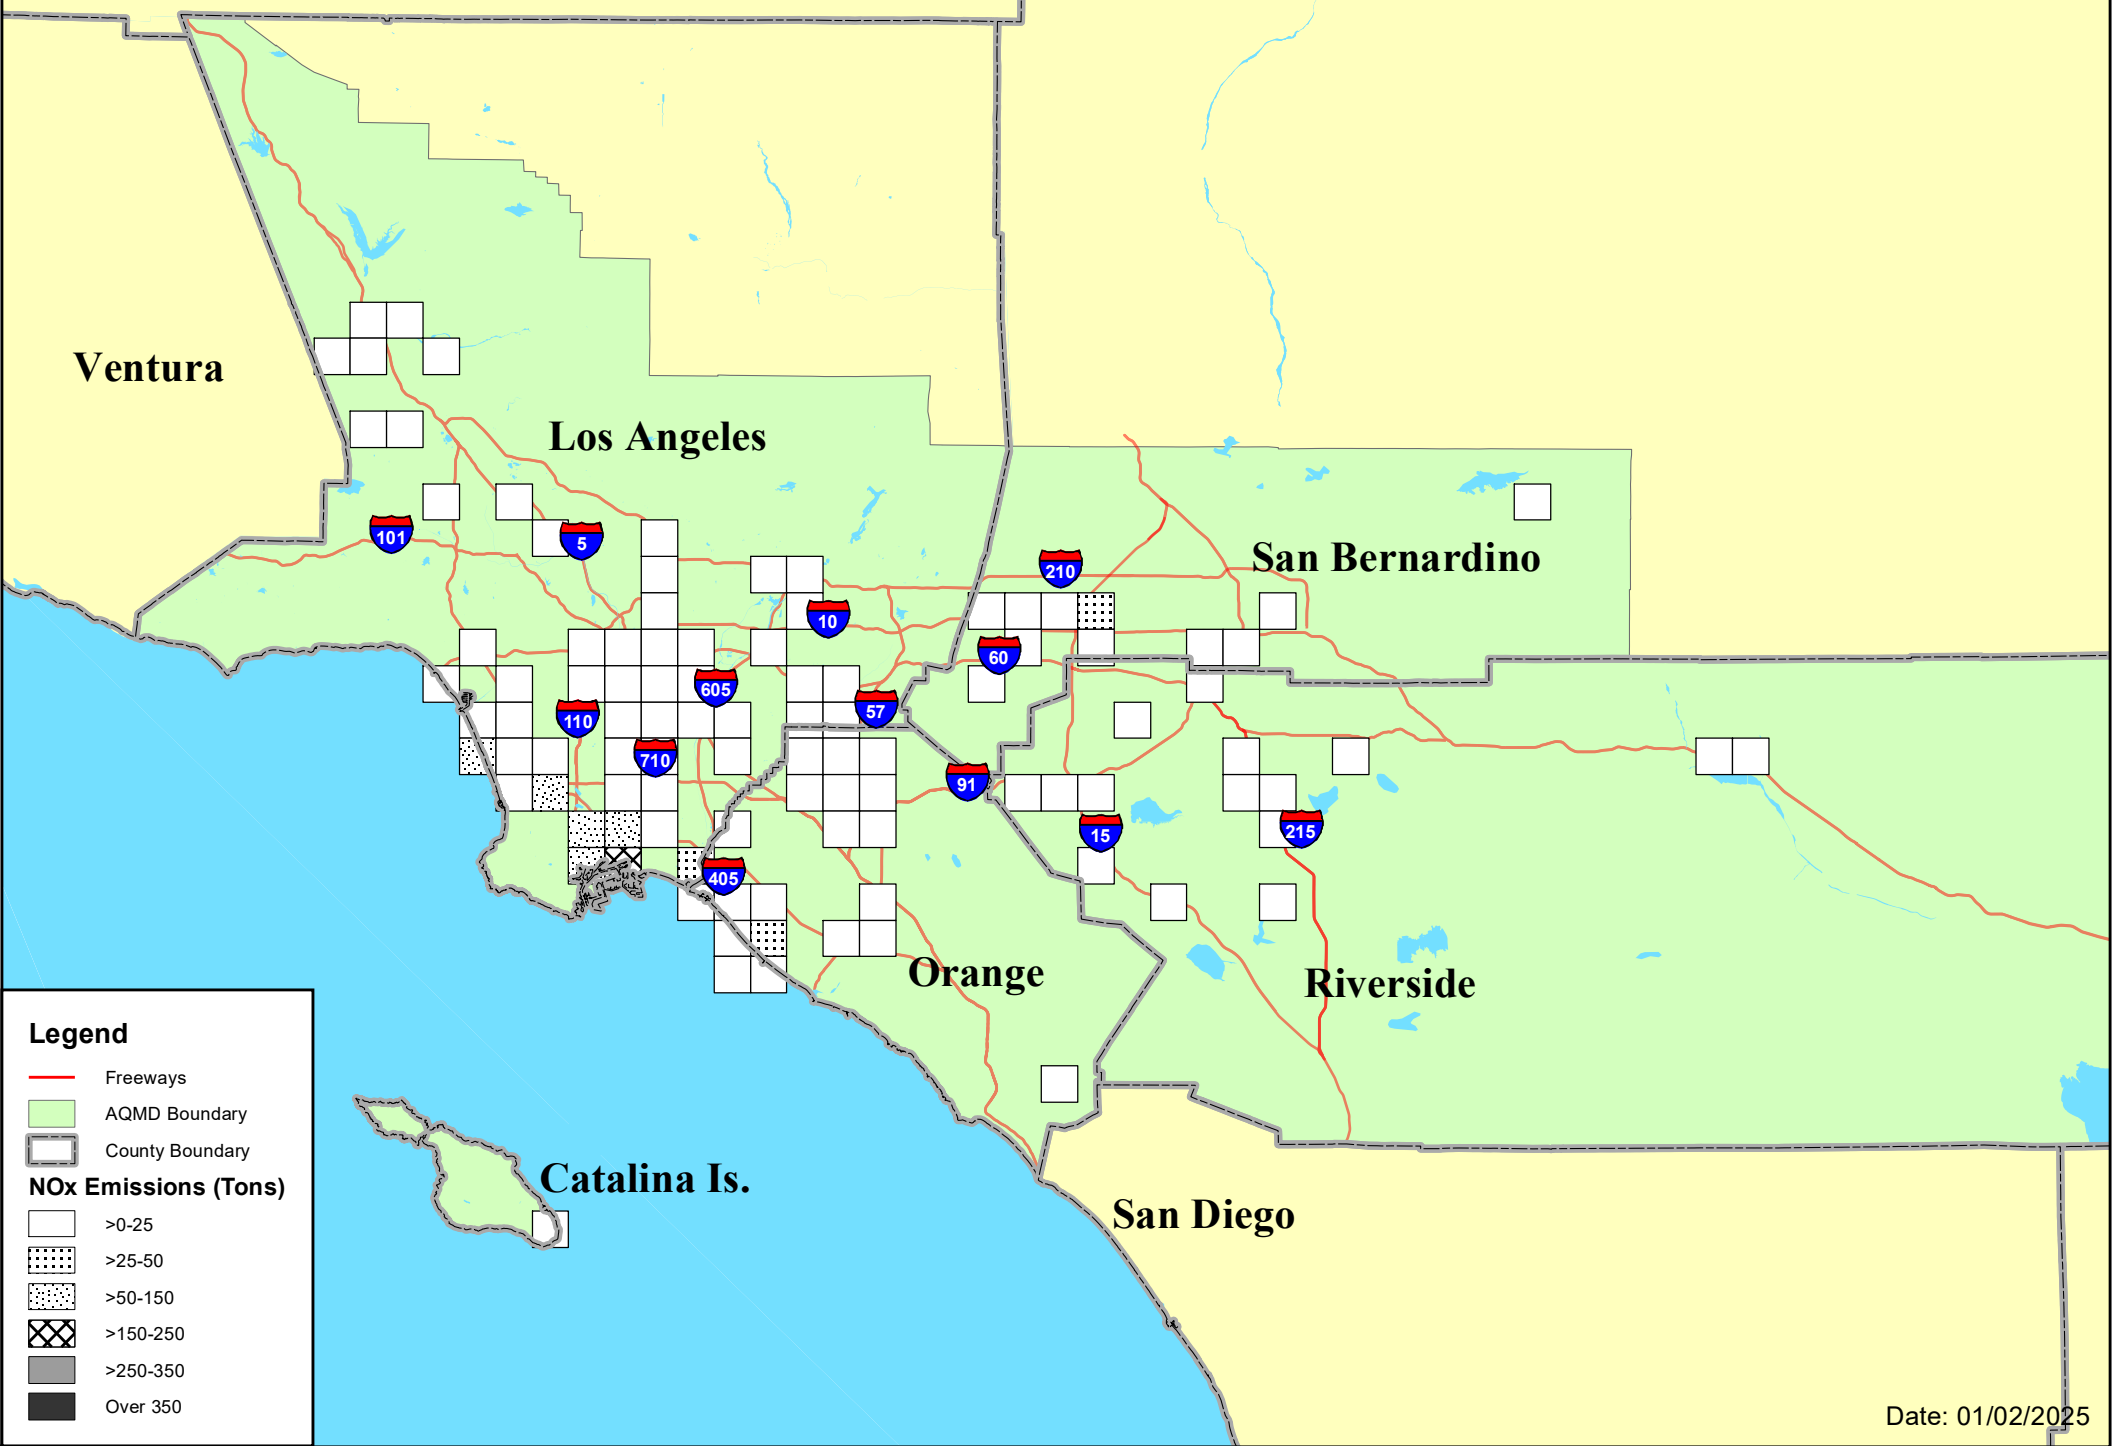 Ventura
Los Angeles
101
5
210
San Bernardino
10
60
605
57
110
710
91
15
215
405
Orange
Riverside
Catalina Is.
San Diego
Legend
Freeways
AQMD Boundary
County Boundary
NOx Emissions (Tons)
>0-25
>25-50
>50-150
>150-250
>250-350
Over 350
Date: 01/02/2025